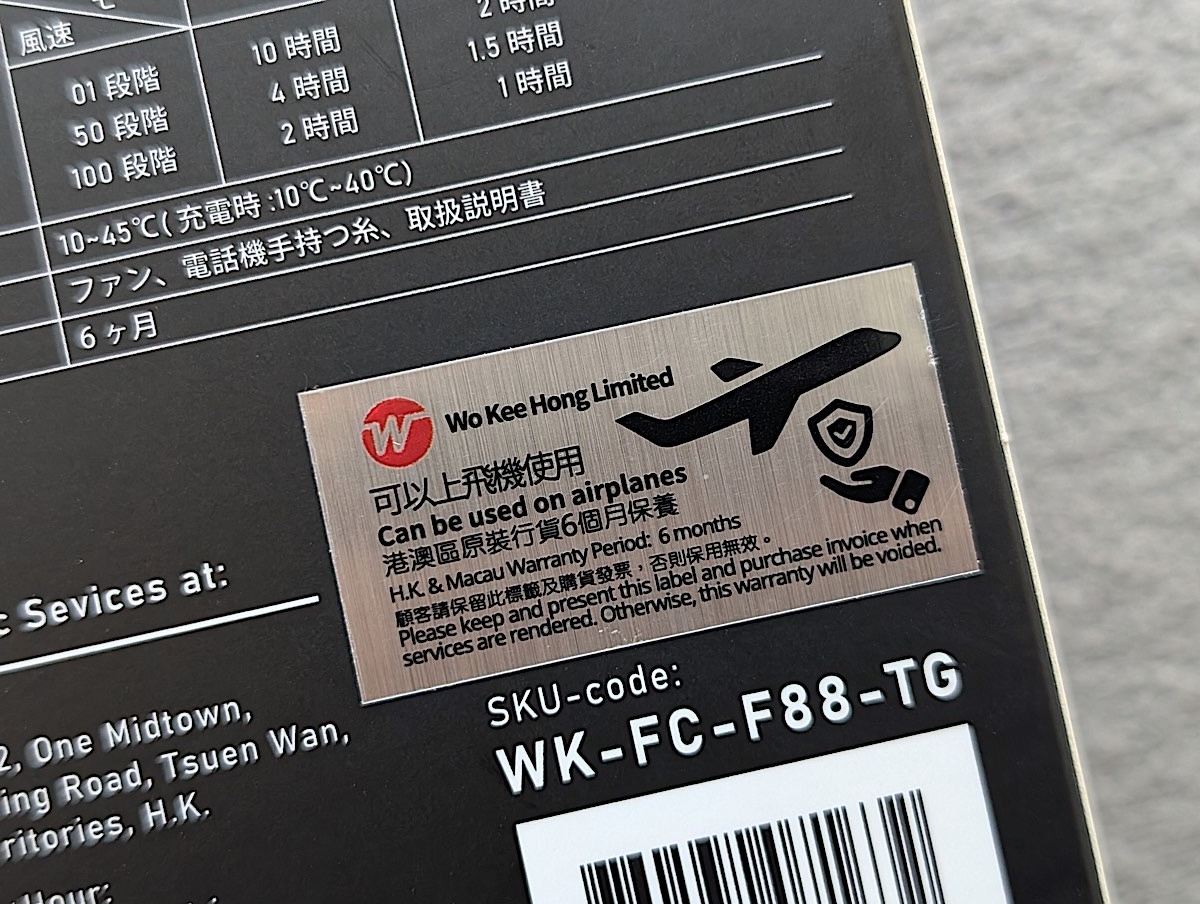 風速
2 時間
01 段階 10 時間 1.5 時間
50 段階 4 時間 1 時間
100 段階 2 時間
10~45℃(充電時:10℃~40℃)
ファン、電話機手持つ糸、取扱説明書
6 ヶ月
W Wo Kee Hong Limited
可以上飛機使用
Can be used on airplanes
港澳區原裝行貨6個月保養
H.K. & Macau Warranty Period: 6 months
顧客請保留此標籤及購貨發票，否則保用無效。
Please keep and present this label and purchase invoice when
services are rendered. Otherwise, this warranty will be voided.
Sevices at:
2, One Midtown,
ing Road, Tsuen Wan,
ritories, H.K.
Hour:
SKU-code:
WK-FC-F88-TG